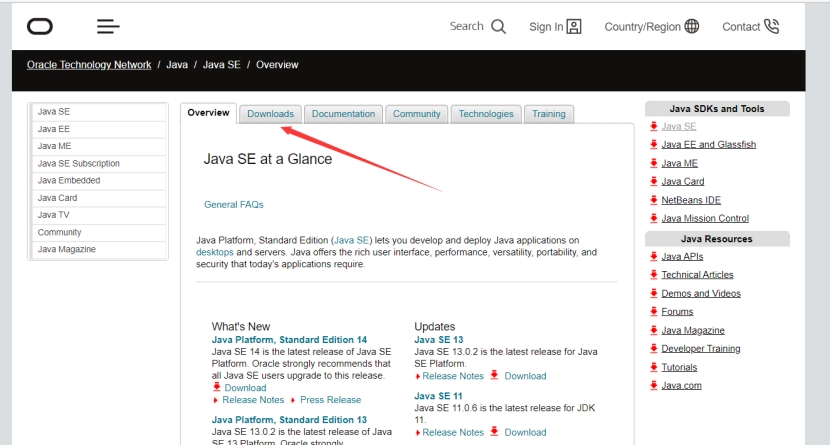 Search Sign In Country/Region Contact
Oracle Technology Network / Java / Java SE / Overview
Java SE
Java EE
Java ME
Java SE Subscription
Java Embedded
Java Card
Java TV
Community
Java Magazine
Overview Downloads Documentation Community Technologies Training
Java SE at a Glance
General FAQs
Java Platform, Standard Edition (Java SE) lets you develop and deploy Java applications on
desktops and servers. Java offers the rich user interface, performance, versatility, portability, and
security that today's applications require.
What's New
Java Platform, Standard Edition 14
Java SE 14 is the latest release of Java SE
Platform. Oracle strongly recommends that
all Java SE users upgrade to this release.
Download
Release Notes Press Release
Java Platform, Standard Edition 13
Java SE 13.0.2 is the latest release of Java
SE 13 Platform. Oracle strongly
Updates
Java SE 13
Java SE 13.0.2 is the latest release for Java
SE Platform.
Release Notes Download
Java SE 11
Java SE 11.0.6 is the latest release for JDK
11.
Release Notes Download
Java SDKs and Tools
Java SE
Java EE and Glassfish
Java ME
Java Card
NetBeans IDE
Java Mission Control
Java Resources
Java APIs
Technical Articles
Demos and Videos
Forums
Java Magazine
Developer Training
Tutorials
Java.com